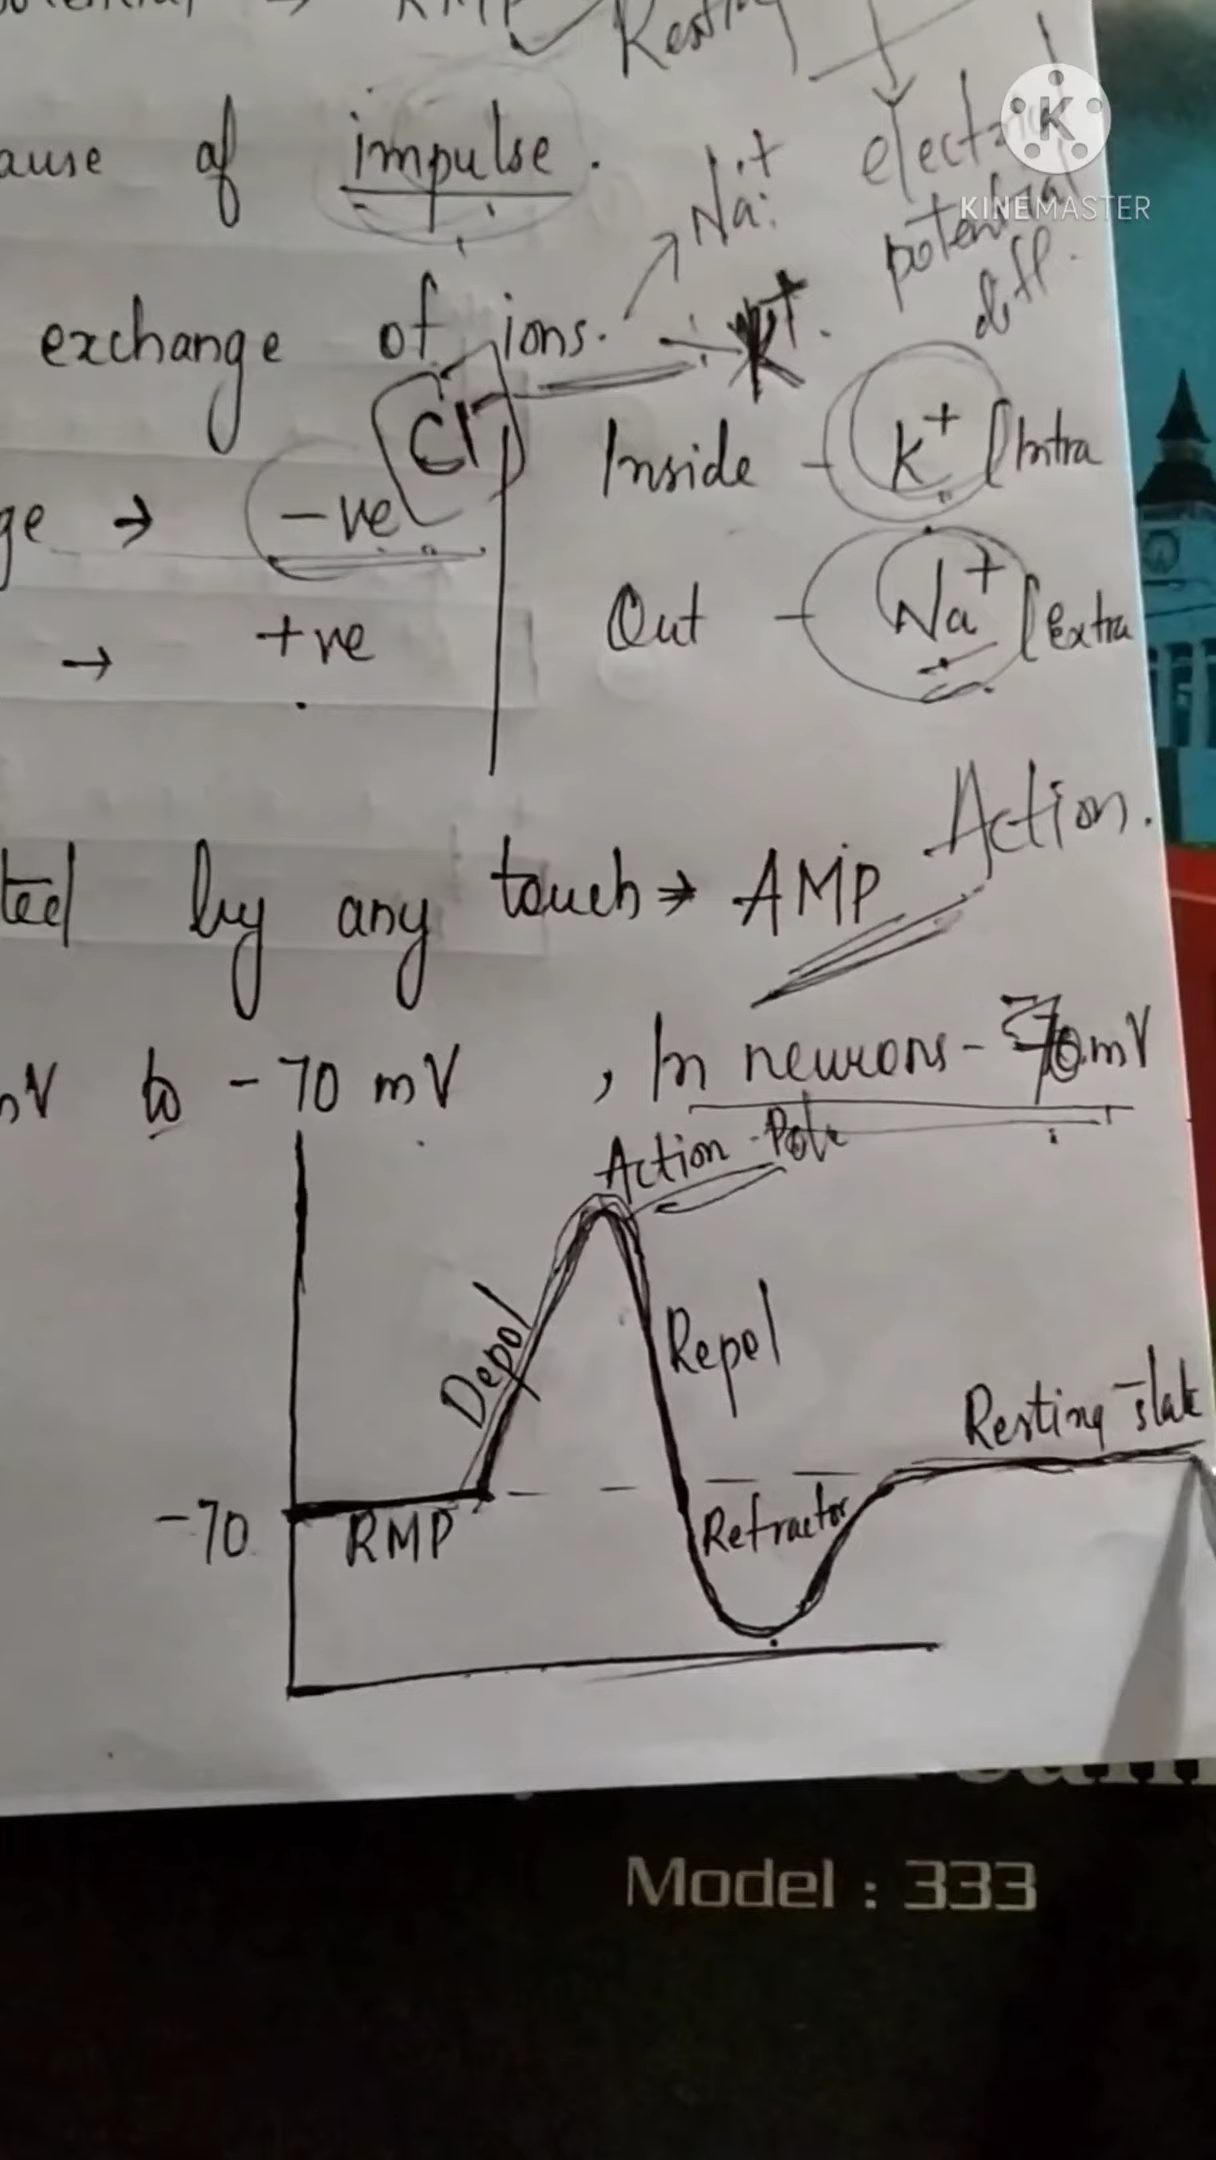 Resting
ause of impulse.
Na+ electrical
K
KINEMASTER
potential
diff.
exchange of ions. K+.
Cl
Inside - K+ (Intra
ge → -ve
→ +ve
Out - Na+ (Extra
Action.
ted by any touch → AMP
mV to -70 mV , In neurons - 70 mV
Action Pote
Depol
Repol
Resting state
-70
RMP
Refractor
Model : 333